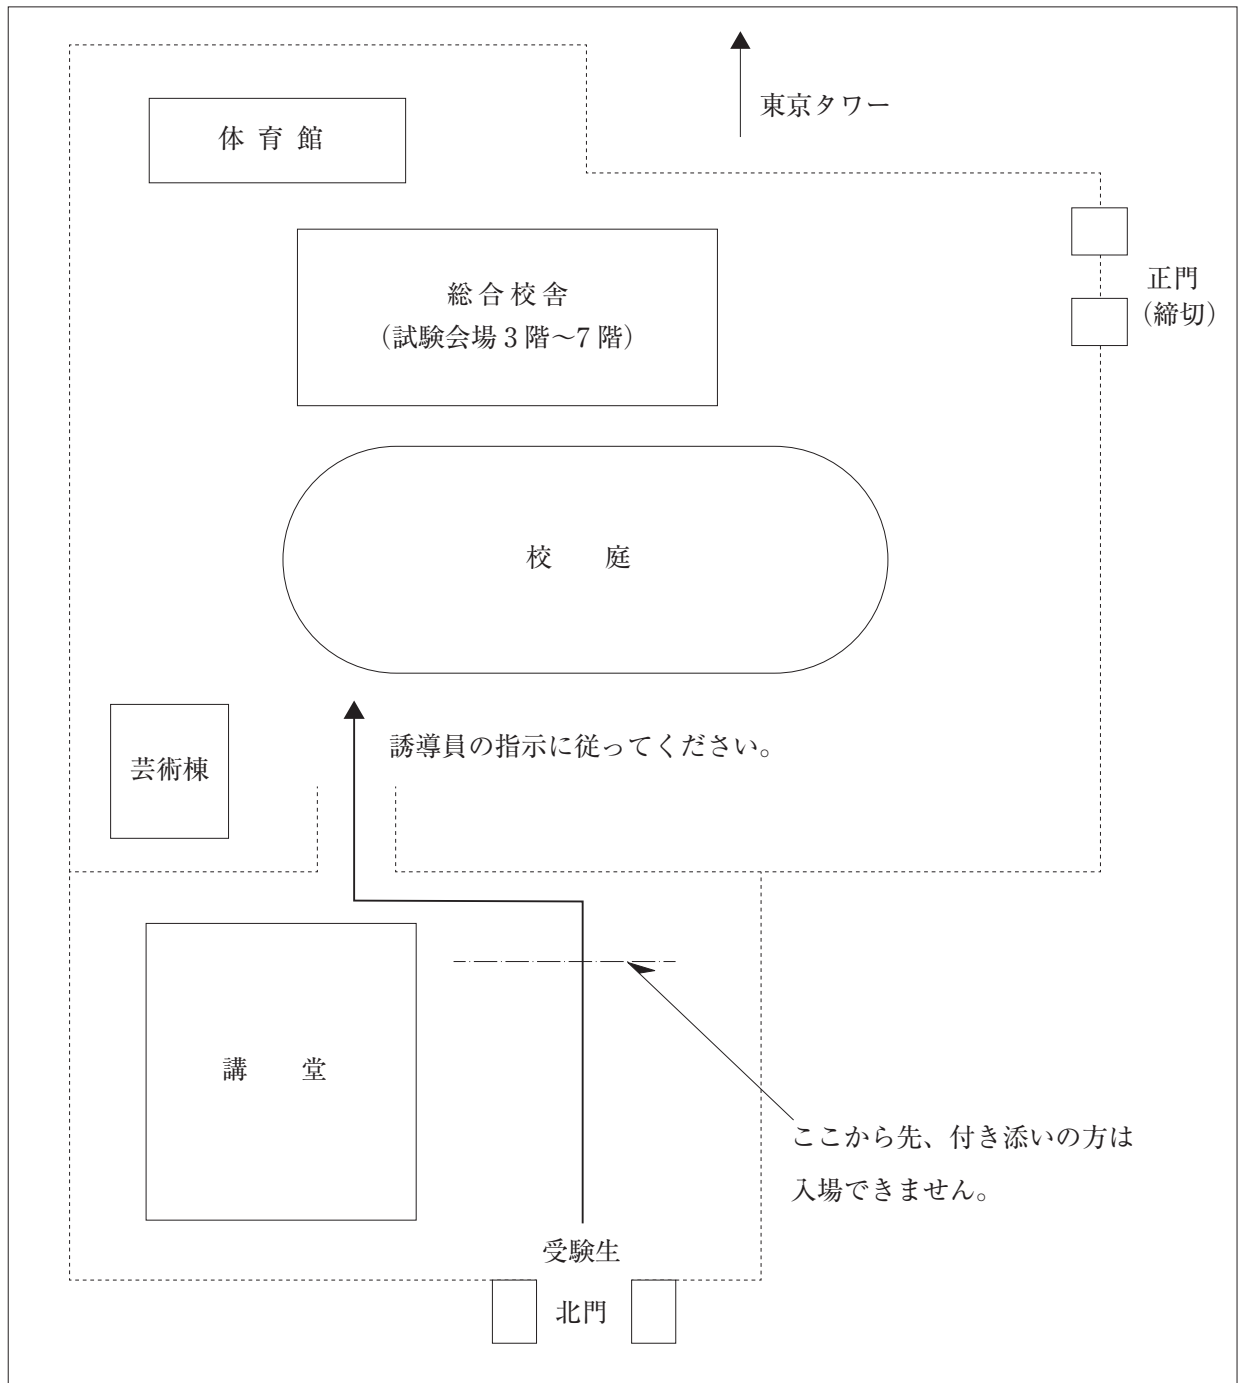 東京タワー
体育館
正門
（締切）
総合校舎
（試験会場３階～７階）
校　庭
誘導員の指示に従ってください。
芸術棟
講　堂
ここから先、付き添いの方は
入場できません。
受験生
北門